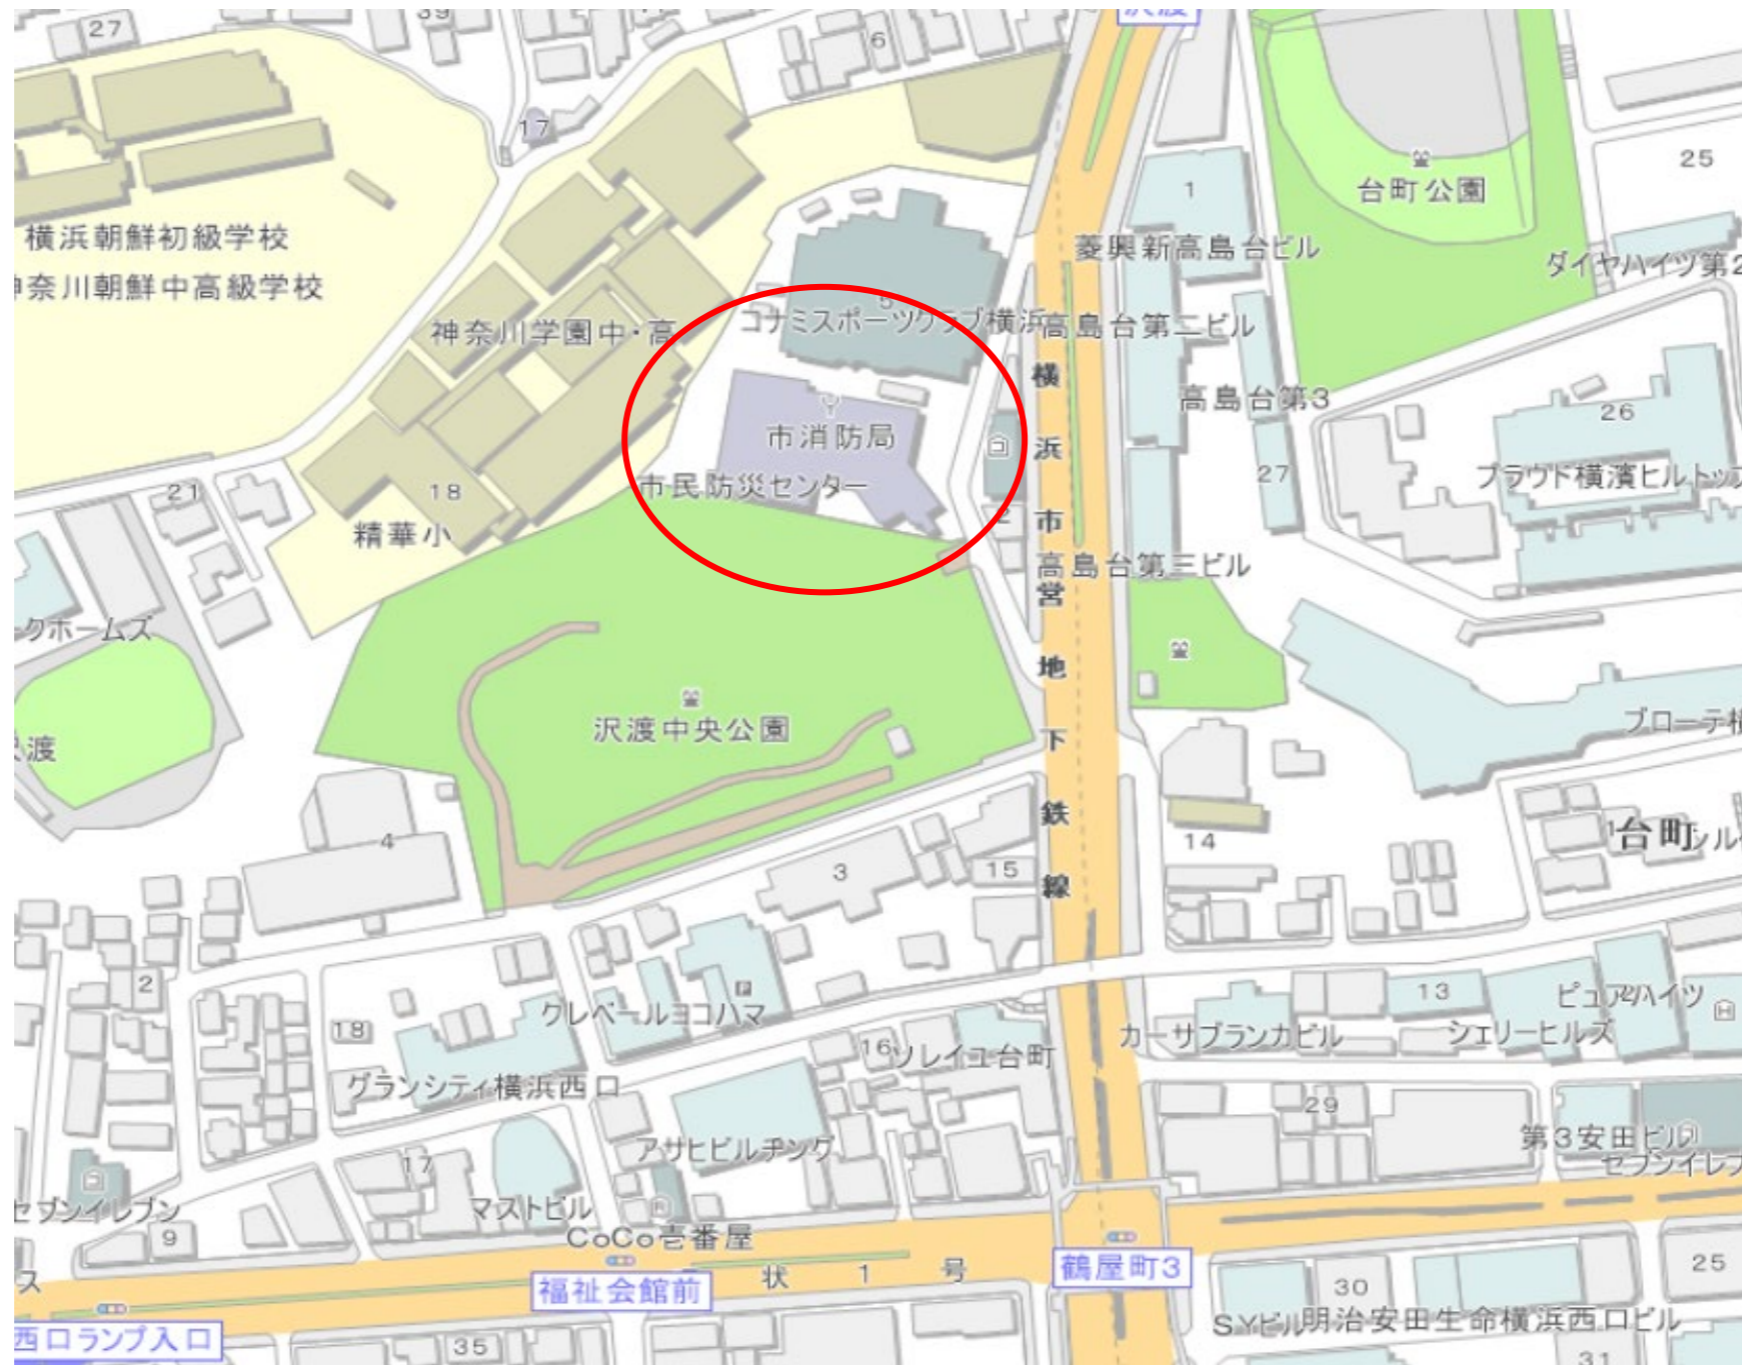 27
39
6
17
1
25
台町公園
横浜朝鮮初級学校
菱興新高島台ビル
神奈川朝鮮中高級学校
ダイヤハイツ第2
5
コナミスポーツクラブ横浜
高島台第二ビル
神奈川学園中・高
高島台第3
26
市消防局
27
プラウド横濱ヒルトップ
市民防災センター
18
21
精華小
2
高島台第三ビル
横浜市営地下鉄線
クホームズ
沢渡中央公園
渡
ブローテ横
4
3
15
14
台町
2
18
クレベールヨコハマ
グランシティ横浜西口
16
ソレイユ台町
カーサブランカビル
13
シェリーヒルズ
ピュアハイツ
29
第3安田ビル
セブンイレブ
アサヒビルヂング
17
マストビル
セブンイレブン
9
CoCo壱番屋
福祉会館前
状1号
鶴屋町3
25
30
SYビル
明治安田生命横浜西口ビル
31
西口ランプ入口
35
ス